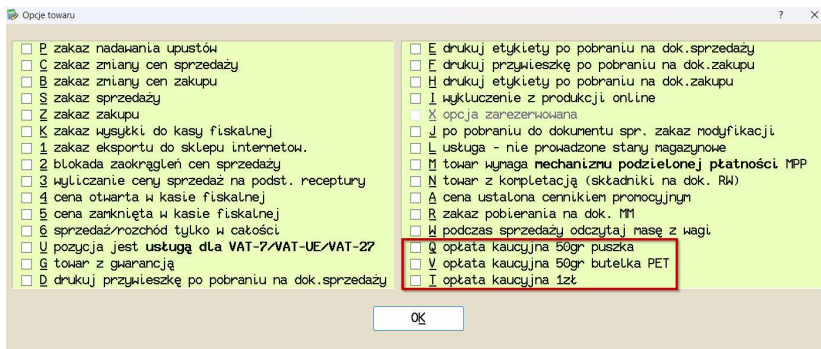 Opcje towaru
? X
P zakaz nadawania upustów
C zakaz zmiany cen sprzedaży
B zakaz zmiany cen zakupu
S zakaz sprzedaży
Z zakaz zakupu
K zakaz wysyłki do kasy fiskalnej
1 zakaz eksportu do sklepu internetow.
2 blokada zaokrągleń cen sprzedaży
3 wyliczanie ceny sprzedaż na podst. receptury
4 cena otwarta w kasie fiskalnej
5 cena zamknięta w kasie fiskalnej
6 sprzedaż/rozchód tylko w całości
U pozycja jest usługą dla VAT-7/VAT-UE/VAT-27
G towar z gwarancją
D drukuj przywieszkę po pobraniu na dok.sprzedaży
E drukuj etykiety po pobraniu na dok.sprzedaży
F drukuj przywieszkę po pobraniu na dok.zakupu
H drukuj etykiety po pobraniu na dok.zakupu
I wykluczenie z produkcji online
X opcja zarezerwowana
J po pobraniu do dokumentu spr. zakaz modyfikacji
L usługa - nie prowadzone stany magazynowe
M towar wymaga mechanizmu podzielonej płatności MPP
N towar z kompletacją (składniki na dok. RW)
A cena ustalona cennikiem promocyjnym
R zakaz pobierania na dok. MM
W podczas sprzedaży odczytaj masę z wagi
Q opłata kaucyjna 50gr puszka
V opłata kaucyjna 50gr butelka PET
T opłata kaucyjna 1zł
OK